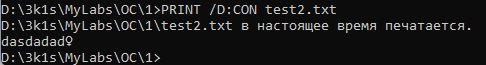 D:\3k1s\MyLabs\OC\1>PRINT /D:CON test2.txt
D:\3k1s\MyLabs\OC\1\test2.txt в настоящее время печатается.
dasdadad♀
D:\3k1s\MyLabs\OC\1>